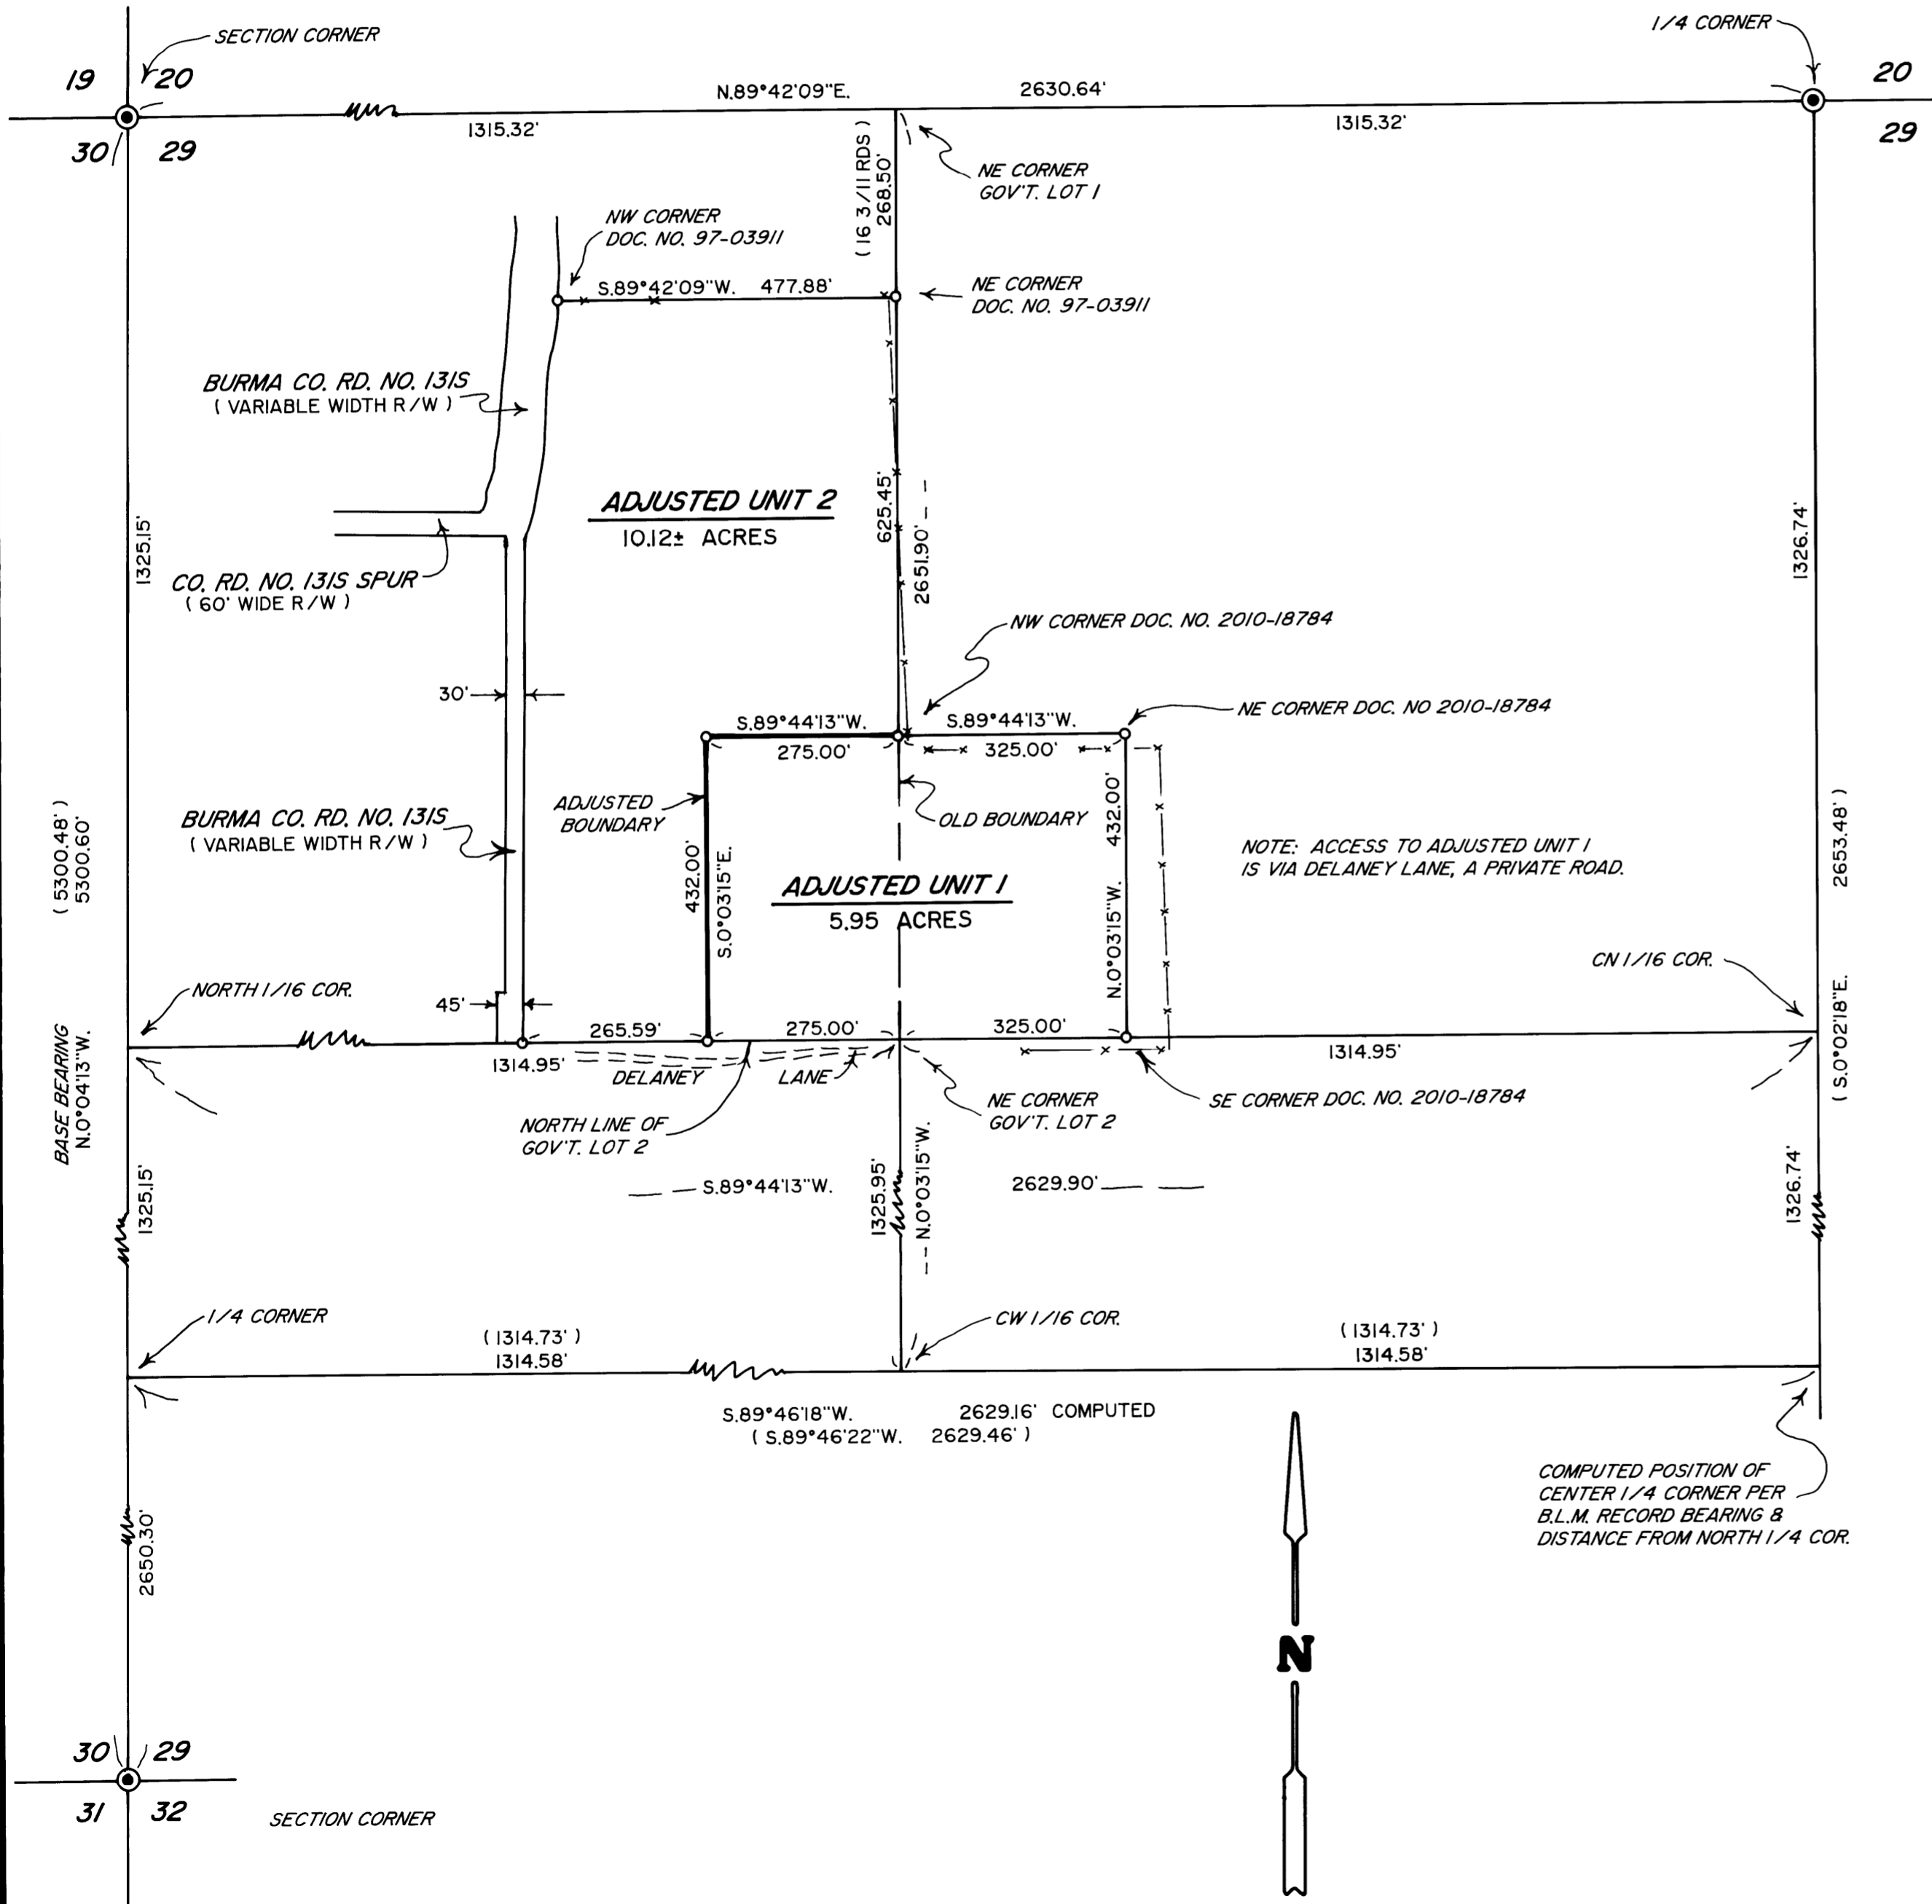 SECTION CORNER
1/4 CORNER
19 20
30 29
20
29
N.89°42'09"E. 2630.64'
1315.32'
1315.32'
( 16 3/11 RDS )
268.50'
NE CORNER
GOV'T. LOT 1
NW CORNER
DOC. NO. 97-03911
S.89°42'09"W. 477.88'
NE CORNER
DOC. NO. 97-03911
BURMA CO. RD. NO. 131S
( VARIABLE WIDTH R/W )
ADJUSTED UNIT 2
10.12± ACRES
625.45'
2651.90'
1325.15'
1326.74'
CO. RD. NO. 131S SPUR
( 60' WIDE R/W )
NW CORNER DOC. NO. 2010-18784
30'
S.89°44'13"W.
275.00'
S.89°44'13"W.
325.00'
NE CORNER DOC. NO 2010-18784
ADJUSTED
BOUNDARY
OLD BOUNDARY
BURMA CO. RD. NO. 131S
( VARIABLE WIDTH R/W )
432.00'
S.0°03'15"E.
432.00'
N.0°03'15"W.
NOTE: ACCESS TO ADJUSTED UNIT 1
IS VIA DELANEY LANE, A PRIVATE ROAD.
( 5300.48' )
5300.60'
2653.48' )
ADJUSTED UNIT 1
5.95 ACRES
CN 1/16 COR.
NORTH 1/16 COR.
45'
265.59'
275.00'
325.00'
1314.95'
1314.95'
DELANEY LANE
BASE BEARING
N.0°04'13"W.
( S.0°02'18"E.
NORTH LINE OF
GOV'T. LOT 2
NE CORNER
GOV'T. LOT 2
SE CORNER DOC. NO. 2010-18784
S.89°44'13"W. 2629.90'
1325.15'
1325.95'
N.0°03'15"W.
1326.74'
1/4 CORNER
CW 1/16 COR.
( 1314.73' )
1314.58'
( 1314.73' )
1314.58'
S.89°46'18"W. 2629.16' COMPUTED
( S.89°46'22"W. 2629.46' )
COMPUTED POSITION OF
CENTER 1/4 CORNER PER
B.L.M. RECORD BEARING &
DISTANCE FROM NORTH 1/4 COR.
2650.30'
N
30 29
31 32
SECTION CORNER